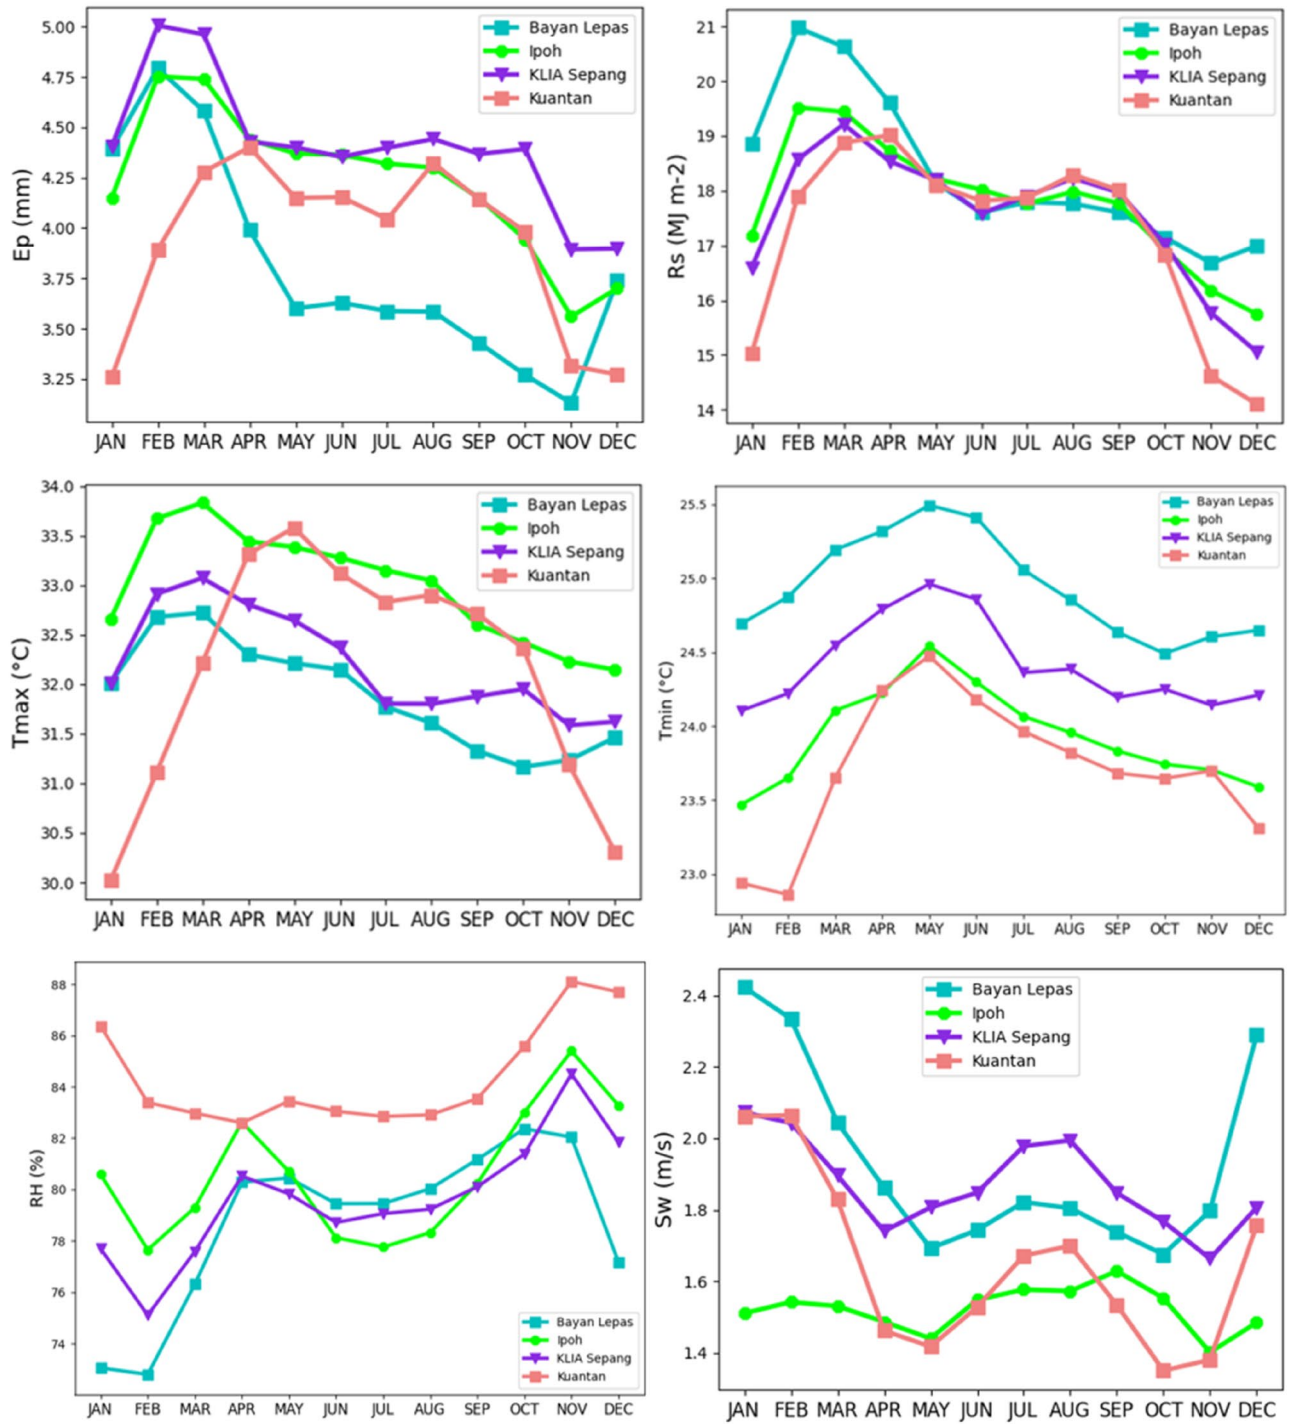 Ep (mm)
5.00
4.75
4.50
4.25
4.00
3.75
3.50
3.25
Bayan Lepas
Ipoh
KLIA Sepang
Kuantan
JAN FEB MAR APR MAY JUN JUL AUG SEP OCT NOV DEC
Rs (MJ m-2)
21
20
19
18
17
16
15
14
Bayan Lepas
Ipoh
KLIA Sepang
Kuantan
JAN FEB MAR APR MAY JUN JUL AUG SEP OCT NOV DEC
Tmax (°C)
34.0
33.5
33.0
32.5
32.0
31.5
31.0
30.5
30.0
Bayan Lepas
Ipoh
KLIA Sepang
Kuantan
JAN FEB MAR APR MAY JUN JUL AUG SEP OCT NOV DEC
Tmin (°C)
25.5
25.0
24.5
24.0
23.5
23.0
Bayan Lepas
Ipoh
KLIA Sepang
Kuantan
JAN FEB MAR APR MAY JUN JUL AUG SEP OCT NOV DEC
RH (%)
88
86
84
82
80
78
76
74
Bayan Lepas
Ipoh
KLIA Sepang
Kuantan
JAN FEB MAR APR MAY JUN JUL AUG SEP OCT NOV DEC
Sw (m/s)
2.4
2.2
2.0
1.8
1.6
1.4
Bayan Lepas
Ipoh
KLIA Sepang
Kuantan
JAN FEB MAR APR MAY JUN JUL AUG SEP OCT NOV DEC